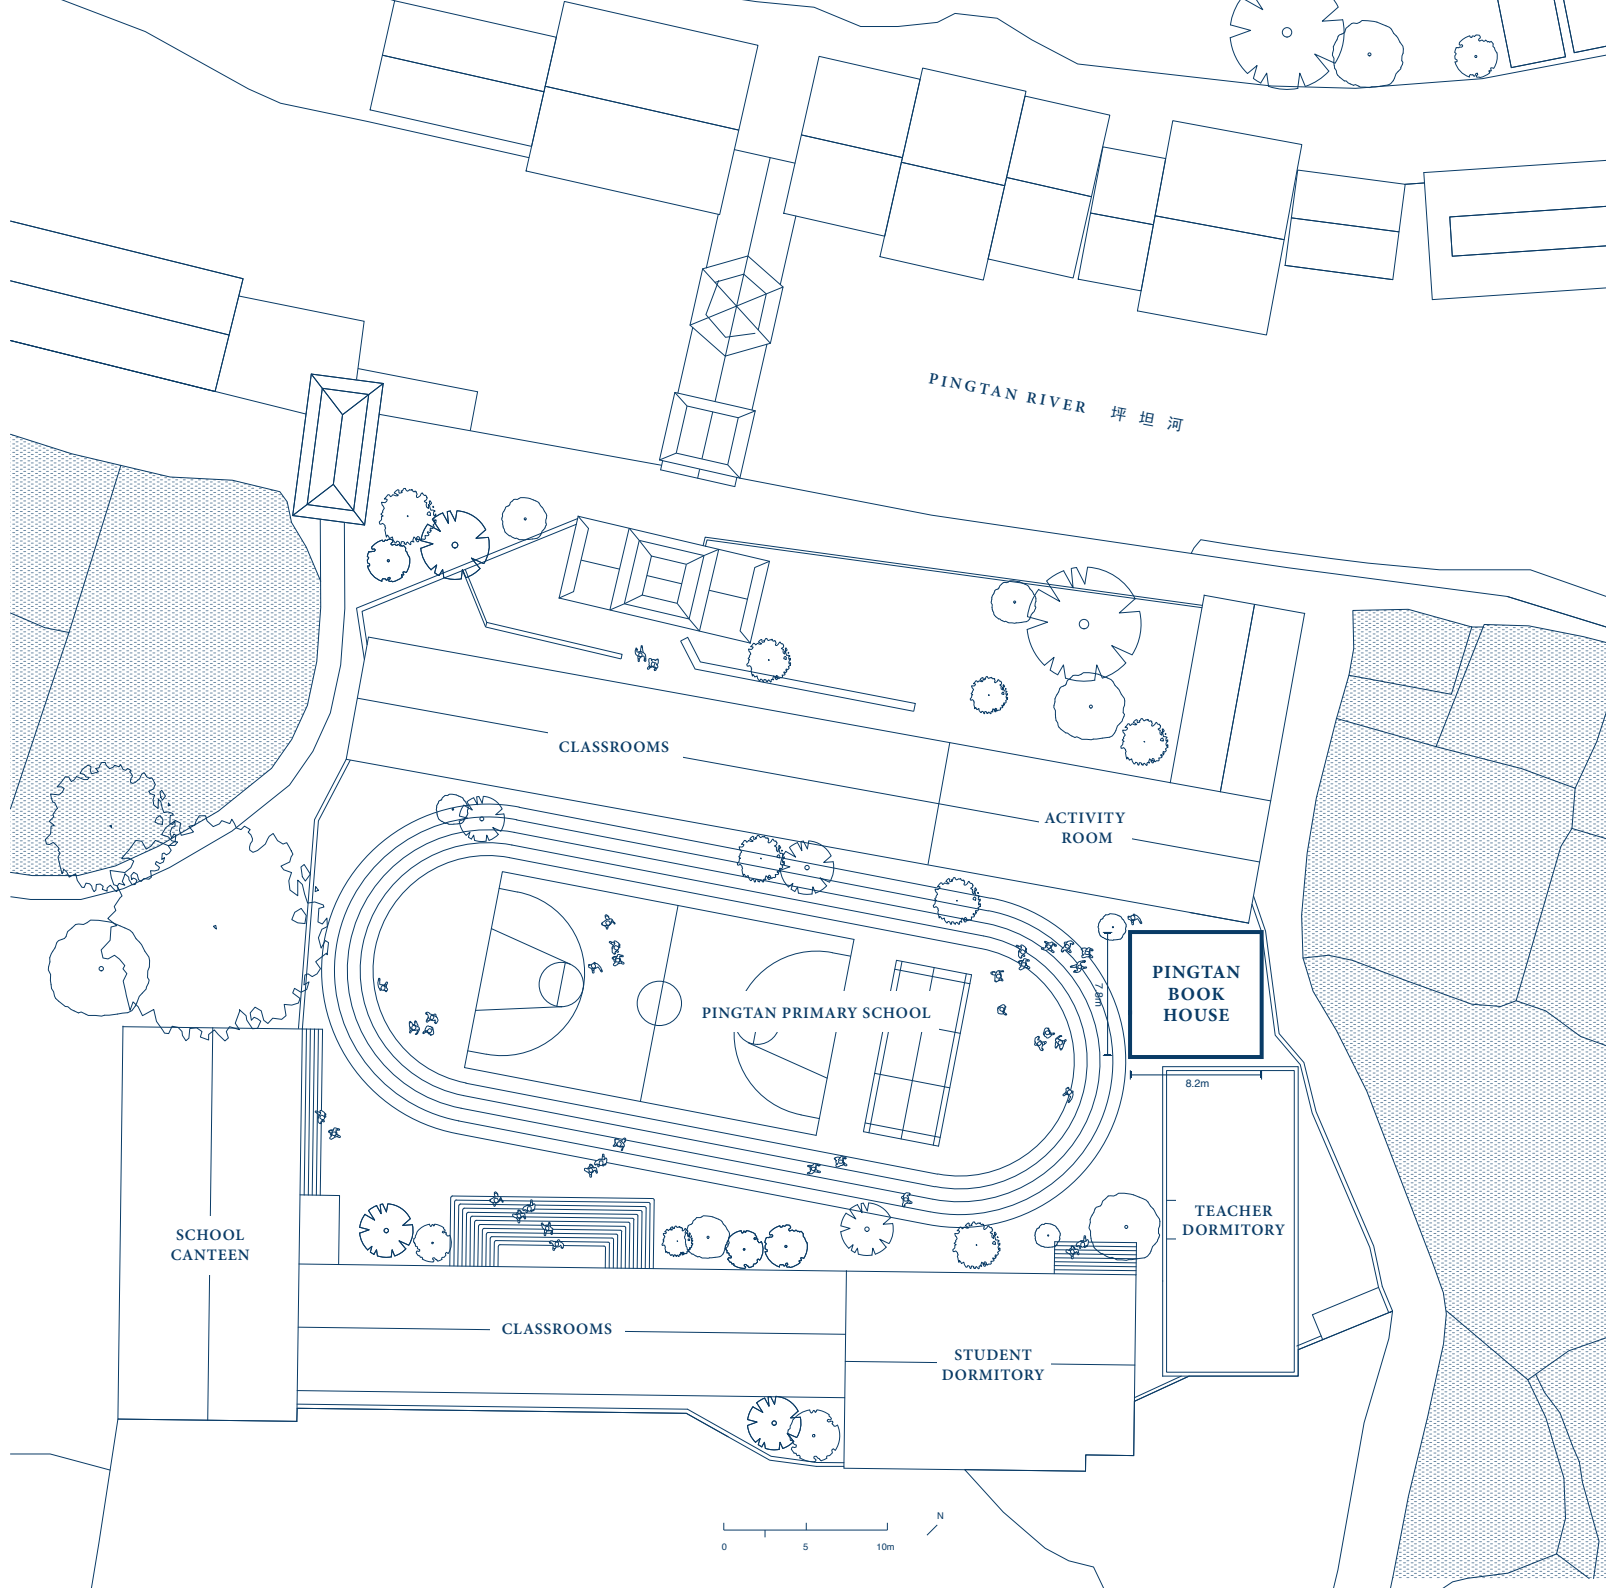 PINGTAN RIVER 坪坦河
CLASSROOMS
ACTIVITY
ROOM
PINGTAN
BOOK
HOUSE
PINGTAN PRIMARY SCHOOL
7.8m
8.2m
TEACHER
DORMITORY
SCHOOL
CANTEEN
CLASSROOMS
STUDENT
DORMITORY
N
0 5 10m